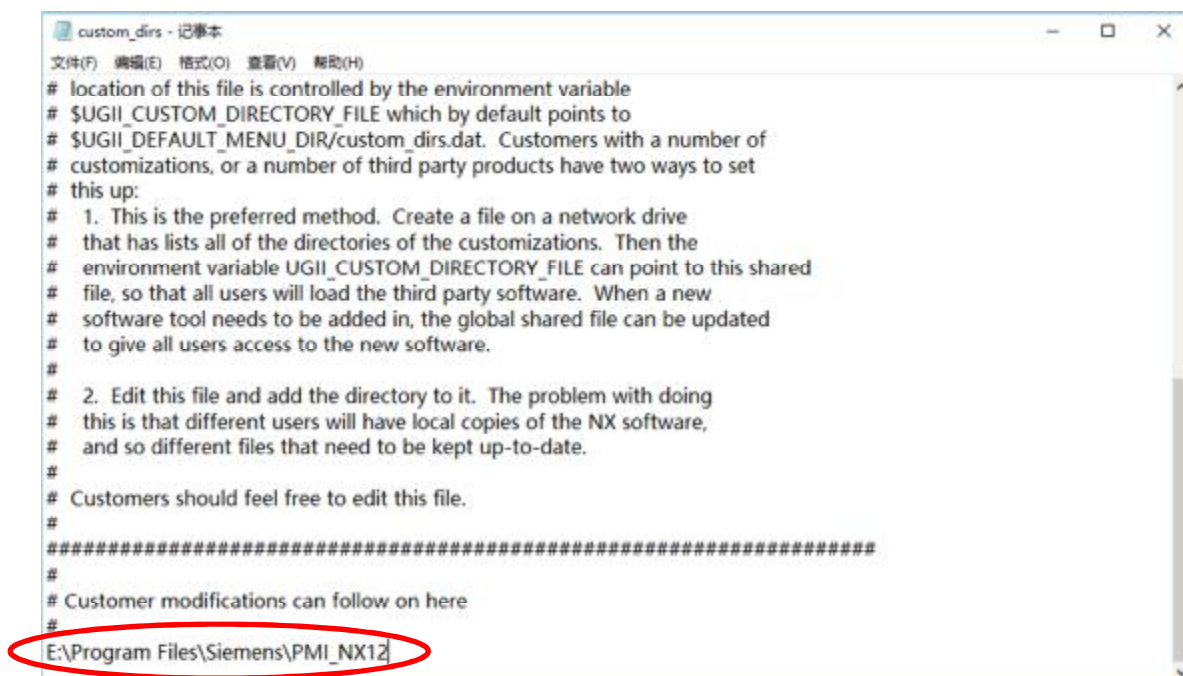 custom_dirs - 记事本
文件(F) 编辑(E) 格式(O) 查看(V) 帮助(H)
# location of this file is controlled by the environment variable
# $UGII_CUSTOM_DIRECTORY_FILE which by default points to
# $UGII_DEFAULT_MENU_DIR/custom_dirs.dat. Customers with a number of
# customizations, or a number of third party products have two ways to set
# this up:
# 1. This is the preferred method. Create a file on a network drive
# that has lists all of the directories of the customizations. Then the
# environment variable UGII_CUSTOM_DIRECTORY_FILE can point to this shared
# file, so that all users will load the third party software. When a new
# software tool needs to be added in, the global shared file can be updated
# to give all users access to the new software.
#
# 2. Edit this file and add the directory to it. The problem with doing
# this is that different users will have local copies of the NX software,
# and so different files that need to be kept up-to-date.
#
# Customers should feel free to edit this file.
#
####################################################################
#
# Customer modifications can follow on here
#
E:\Program Files\Siemens\PMI_NX12